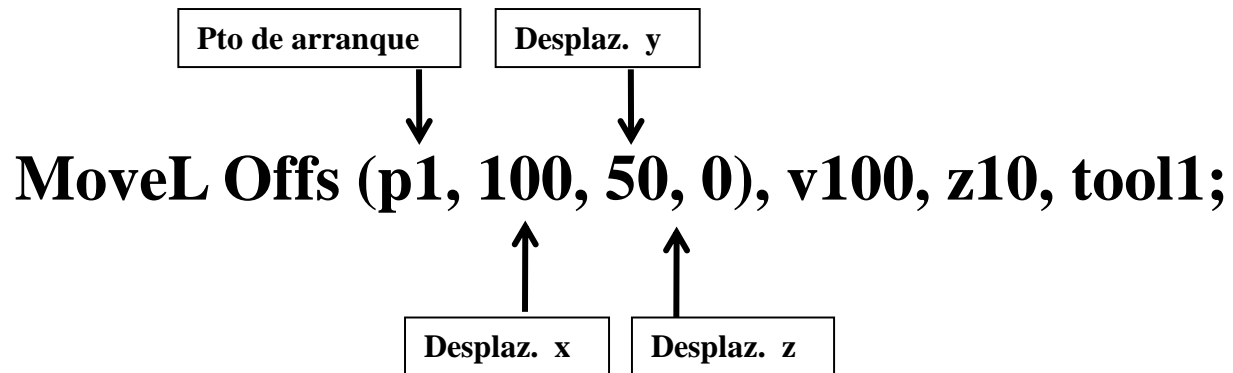 Pto de arranque
Desplaz. y
MoveL Offs (p1, 100, 50, 0), v100, z10, tool1;
Desplaz. x
Desplaz. z